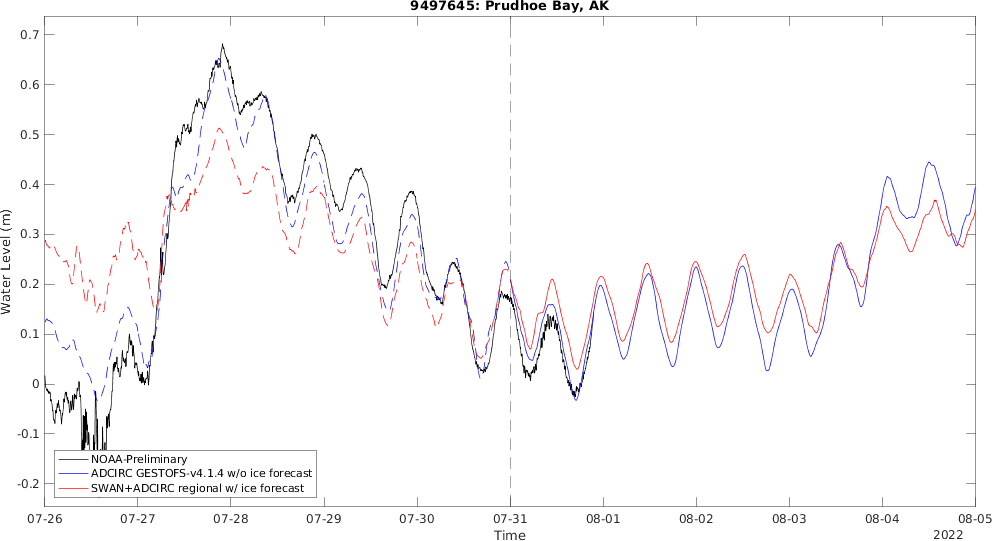 9497645: Prudhoe Bay, AK
Water Level (m)
0.7
0.6
0.5
0.4
0.3
0.2
0.1
0
-0.1
-0.2
NOAA-Preliminary
ADCIRC GESTOFS-v4.1.4 w/o ice forecast
SWAN+ADCIRC regional w/ ice forecast
07-26 07-27 07-28 07-29 07-30 07-31 08-01 08-02 08-03 08-04 08-05
Time
2022